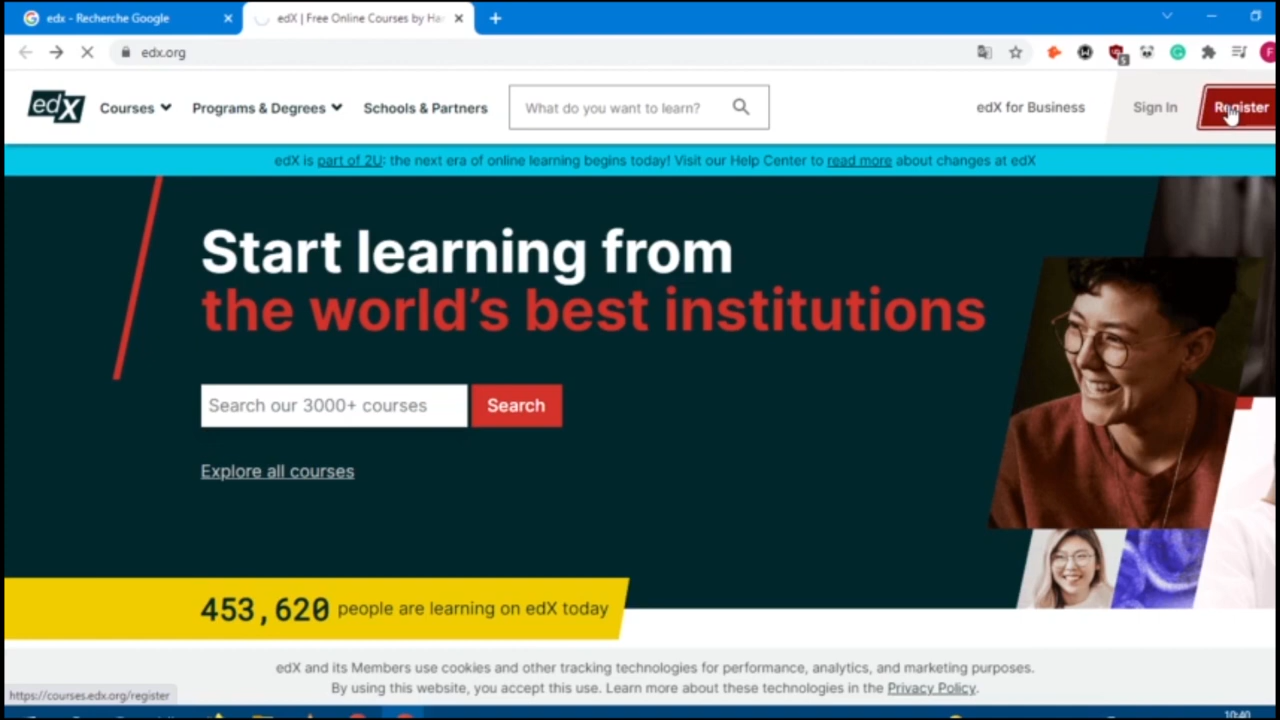 edx - Recherche Google
edX | Free Online Courses by Har
edx.org
5
F
edX
Courses
Programs & Degrees
Schools & Partners
What do you want to learn?
edX for Business
Sign In
Register
edX is part of 2U: the next era of online learning begins today! Visit our Help Center to read more about changes at edX
Start learning from
the world's best institutions
Search our 3000+ courses
Search
Explore all courses
453,620 people are learning on edX today
edX and its Members use cookies and other tracking technologies for performance, analytics, and marketing purposes.
By using this website, you accept this use. Learn more about these technologies in the Privacy Policy.
https://courses.edx.org/register
10:40